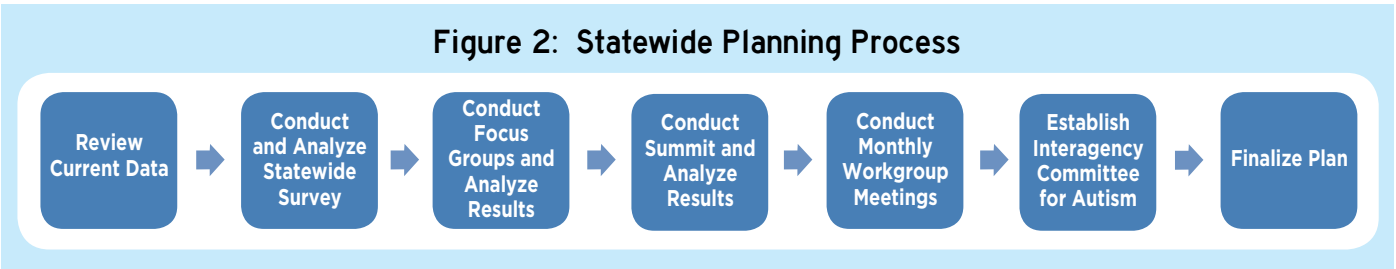 Figure 2: Statewide Planning Process
Review
Current Data
Conduct
and Analyze
Statewide
Survey
Conduct
Focus
Groups and
Analyze
Results
Conduct
Summit and
Analyze
Results
Conduct
Monthly
Workgroup
Meetings
Establish
Interagency
Committee
for Autism
Finalize Plan